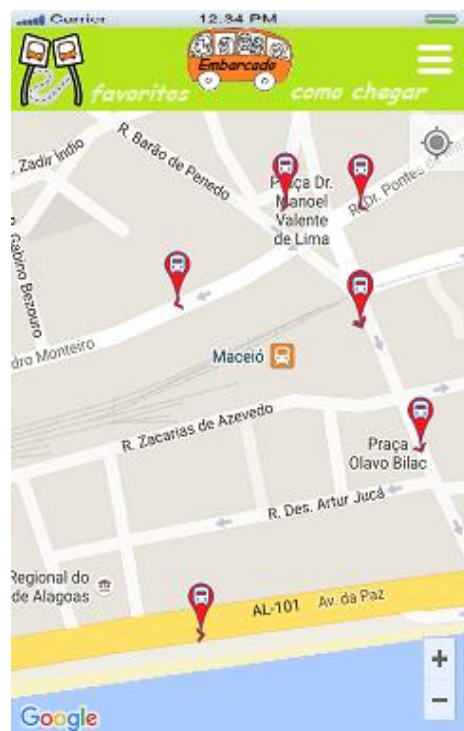 Carrier 12:34 PM
Embarcado
favoritos
como chegar
R. Barão de Penedo
Zadir Índio
Praça Dr.
Manoel
Valente
de Lima
R. Dr. Pontes de
Gabino Bezouro
dro Monteiro
Maceió
R. Zacarias de Azevedo
Praça
Olavo Bilac
R. Des. Artur Jucá
Regional do
de Alagoas
AL-101 Av. da Paz
+
-
Google